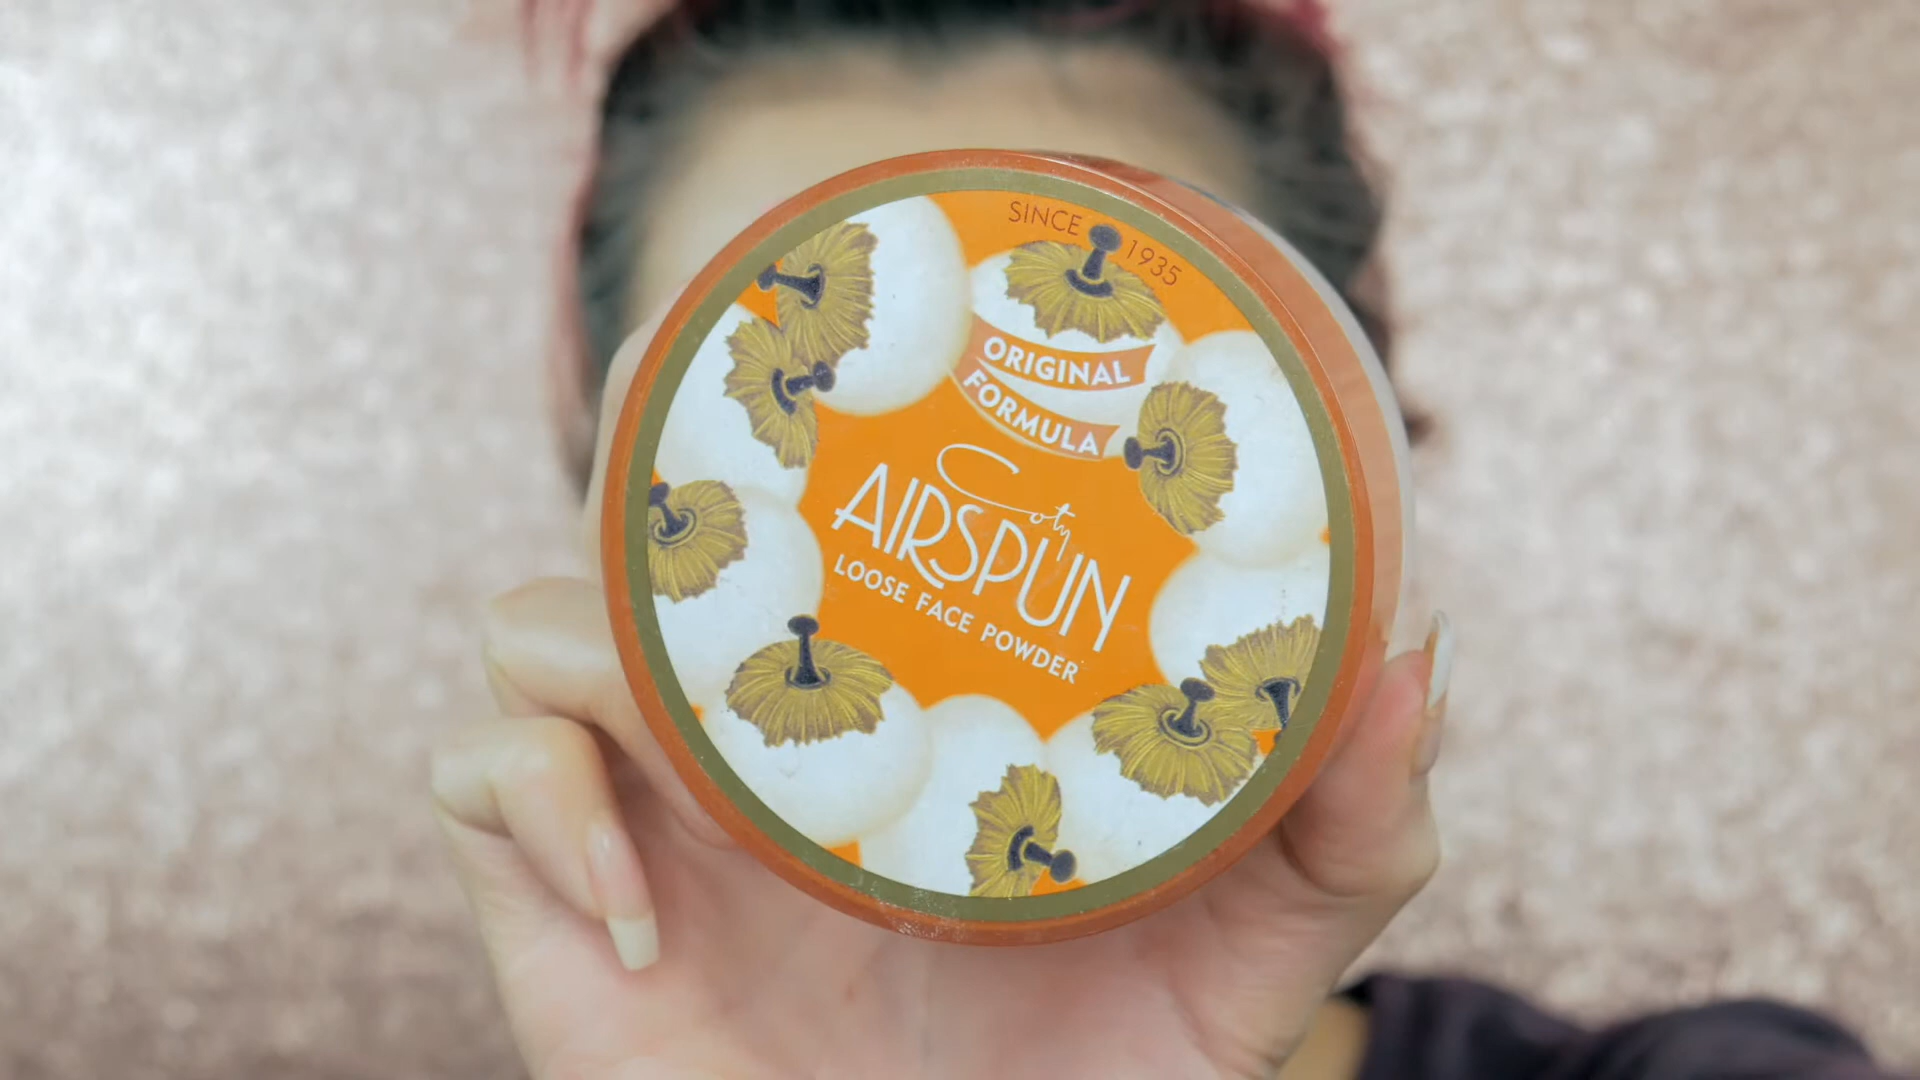 SINCE 1935
ORIGINAL
FORMULA
Coty
AIRSPUN
LOOSE FACE POWDER